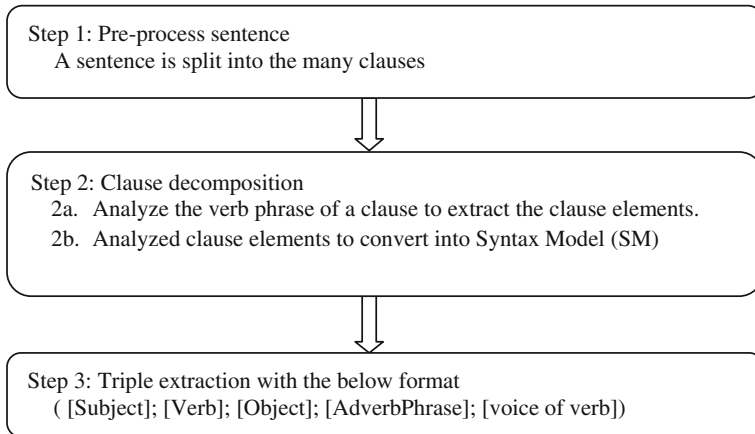 Step 1: Pre-process sentence
A sentence is split into the many clauses
Step 2: Clause decomposition
2a. Analyze the verb phrase of a clause to extract the clause elements.
2b. Analyzed clause elements to convert into Syntax Model (SM)
Step 3: Triple extraction with the below format
( [Subject]; [Verb]; [Object]; [AdverbPhrase]; [voice of verb])